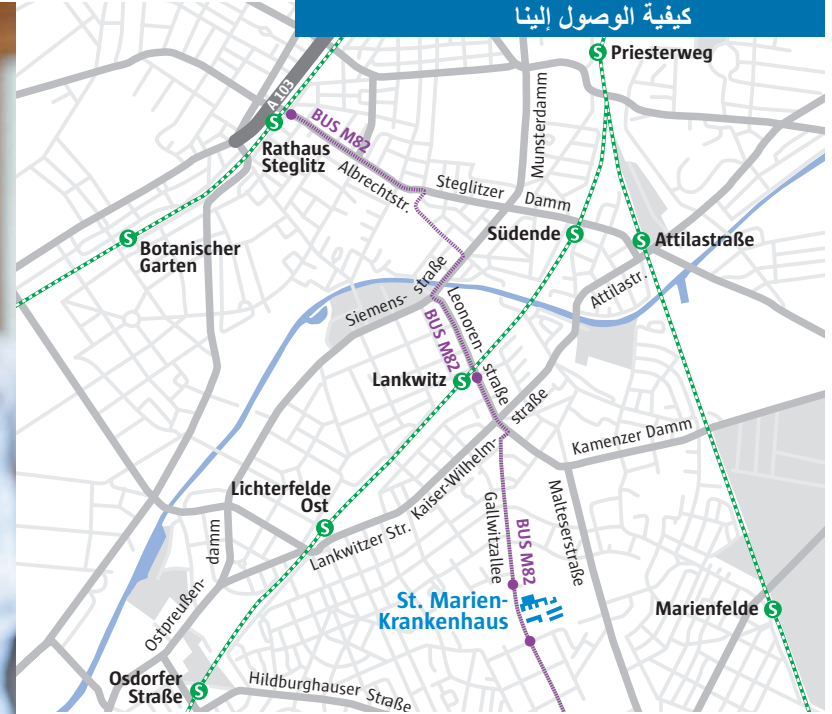 كيفية الوصول إلينا
Priesterweg
A 103
BUS M82
Rathaus
Steglitz
Albrechtstr.
Steglitzer Damm
Munsterdamm
Südende
Attilastraße
Botanischer
Garten
Attilastr.
Siemens-
straße
Leonoren-
straße
BUS M82
Lankwitz
Kaiser-Wilhelm-
straße
Kamenzer Damm
Lichterfelde
Ost
Lankwitzer Str.
Gallwitzallee
Malteserstraße
BUS M82
Ostpreußen-
damm
St. Marien-
Krankenhaus
Marienfelde
Osdorfer
Straße
Hildburghauser Straße